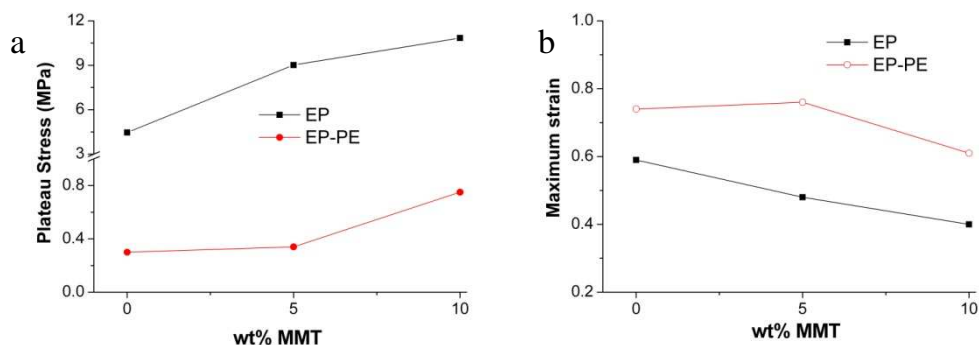 a
12
9
6
3
0.8
0.4
0.0
Plateau Stress (MPa)
EP
EP-PE
0
5
10
wt% MMT
b
1.0
0.8
0.6
0.4
0.2
Maximum strain
EP
EP-PE
0
5
10
wt% MMT